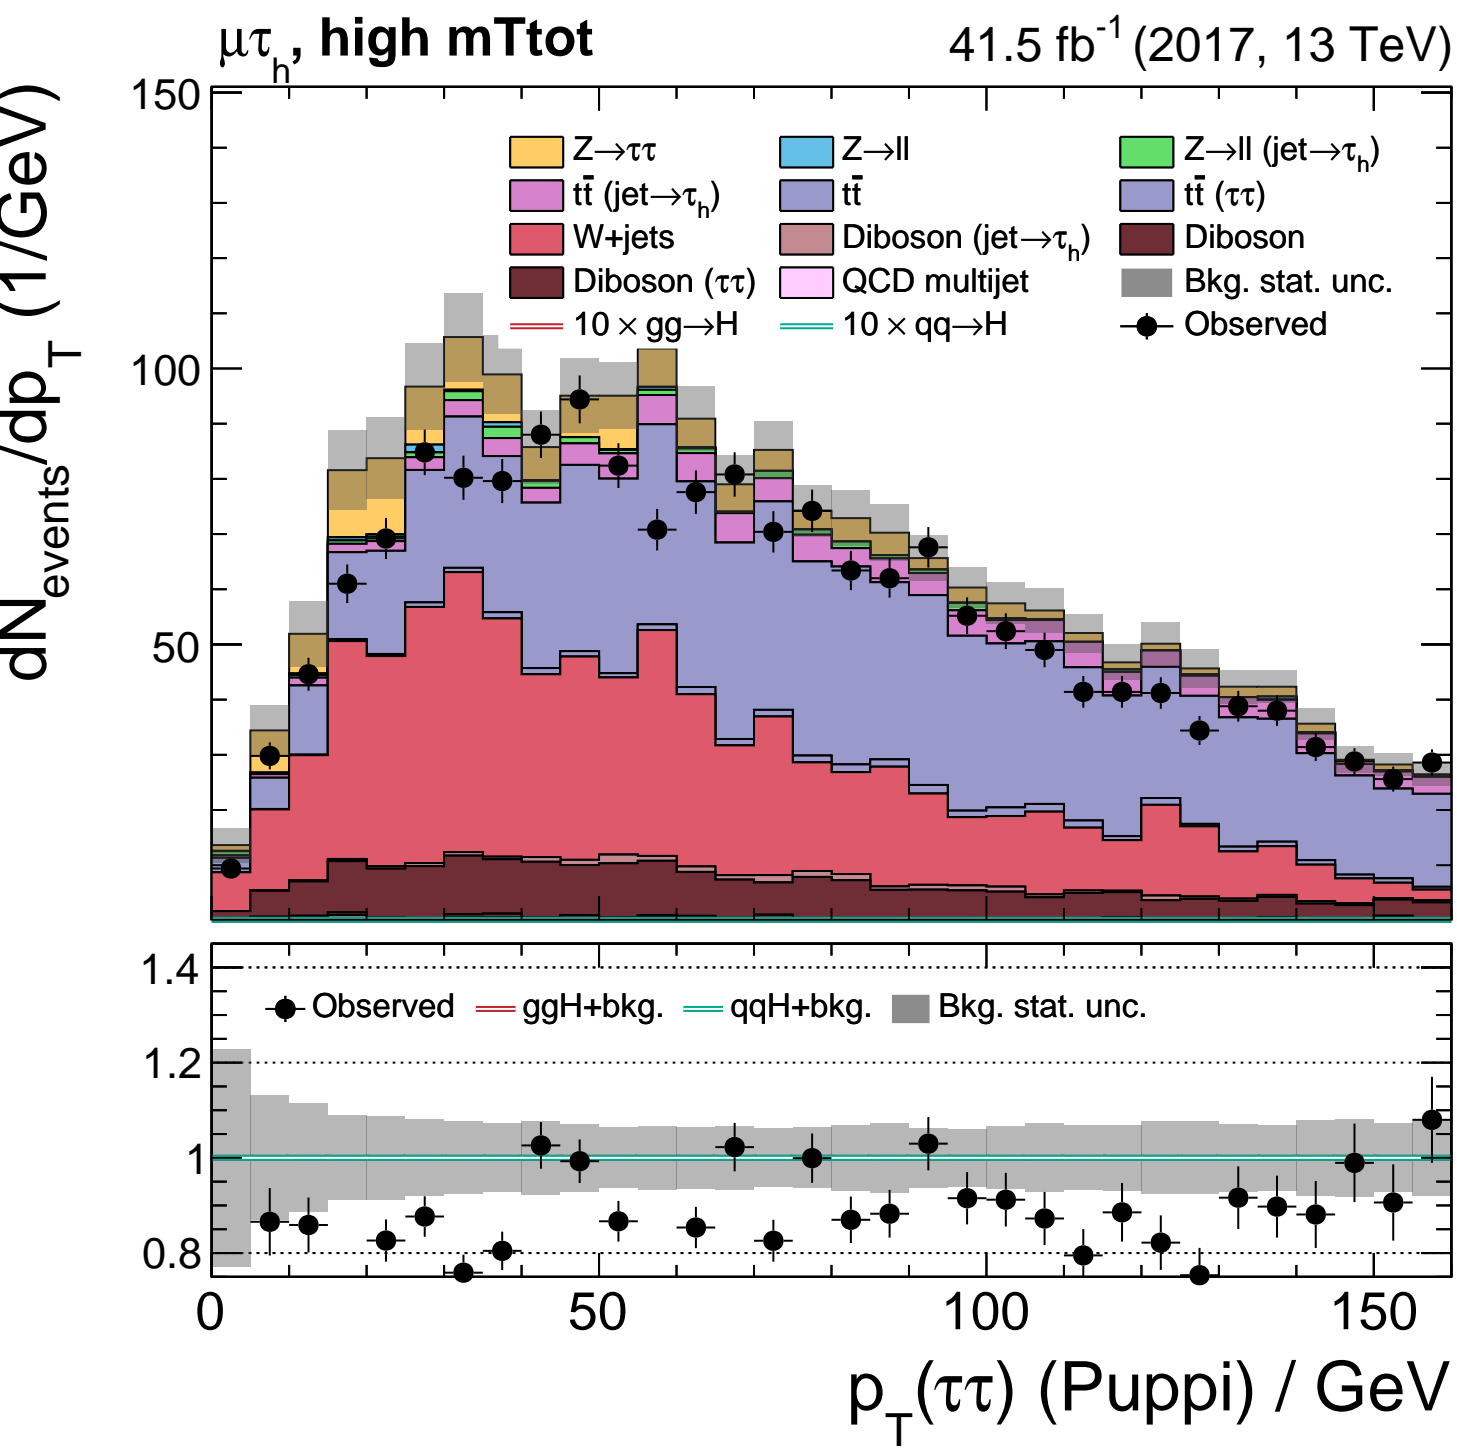 μτh, high mTtot 41.5 fb-1 (2017, 13 TeV)
dNevents/dpT (1/GeV)
150
100
50
Z→ττ Z→ll Z→ll (jet→τh)
tt̄ (jet→τh) tt̄ tt̄ (ττ)
W+jets Diboson (jet→τh) Diboson
Diboson (ττ) QCD multijet Bkg. stat. unc.
10 × gg→H 10 × qq→H Observed
1.4
1.2
1
0.8
Observed ggH+bkg. qqH+bkg. Bkg. stat. unc.
0 50 100 150
pT(ττ) (Puppi) / GeV